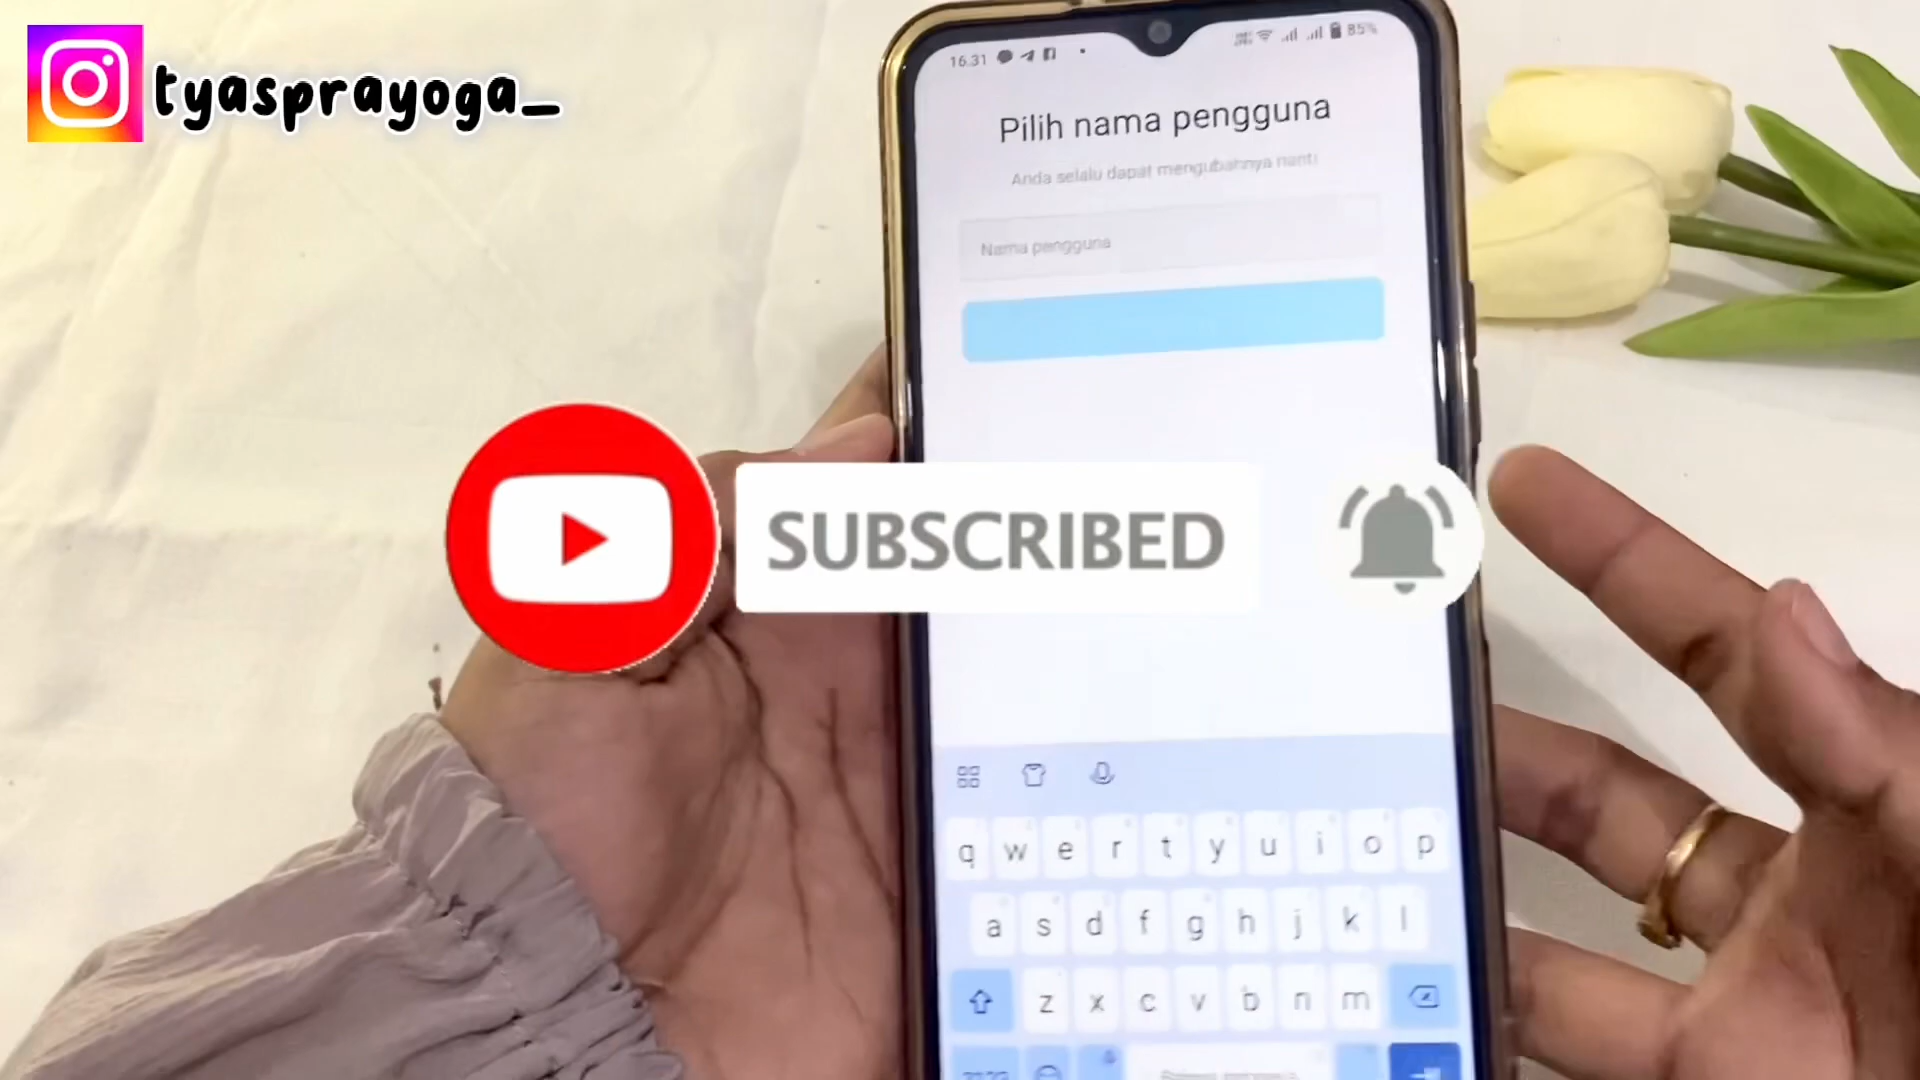 tyasprayoga_
16.31
85%
Pilih nama pengguna
Anda selalu dapat mengubahnya nanti
Nama pengguna
SUBSCRIBED
q w e r t y u i o p
a s d f g h j k l
z x c v b n m